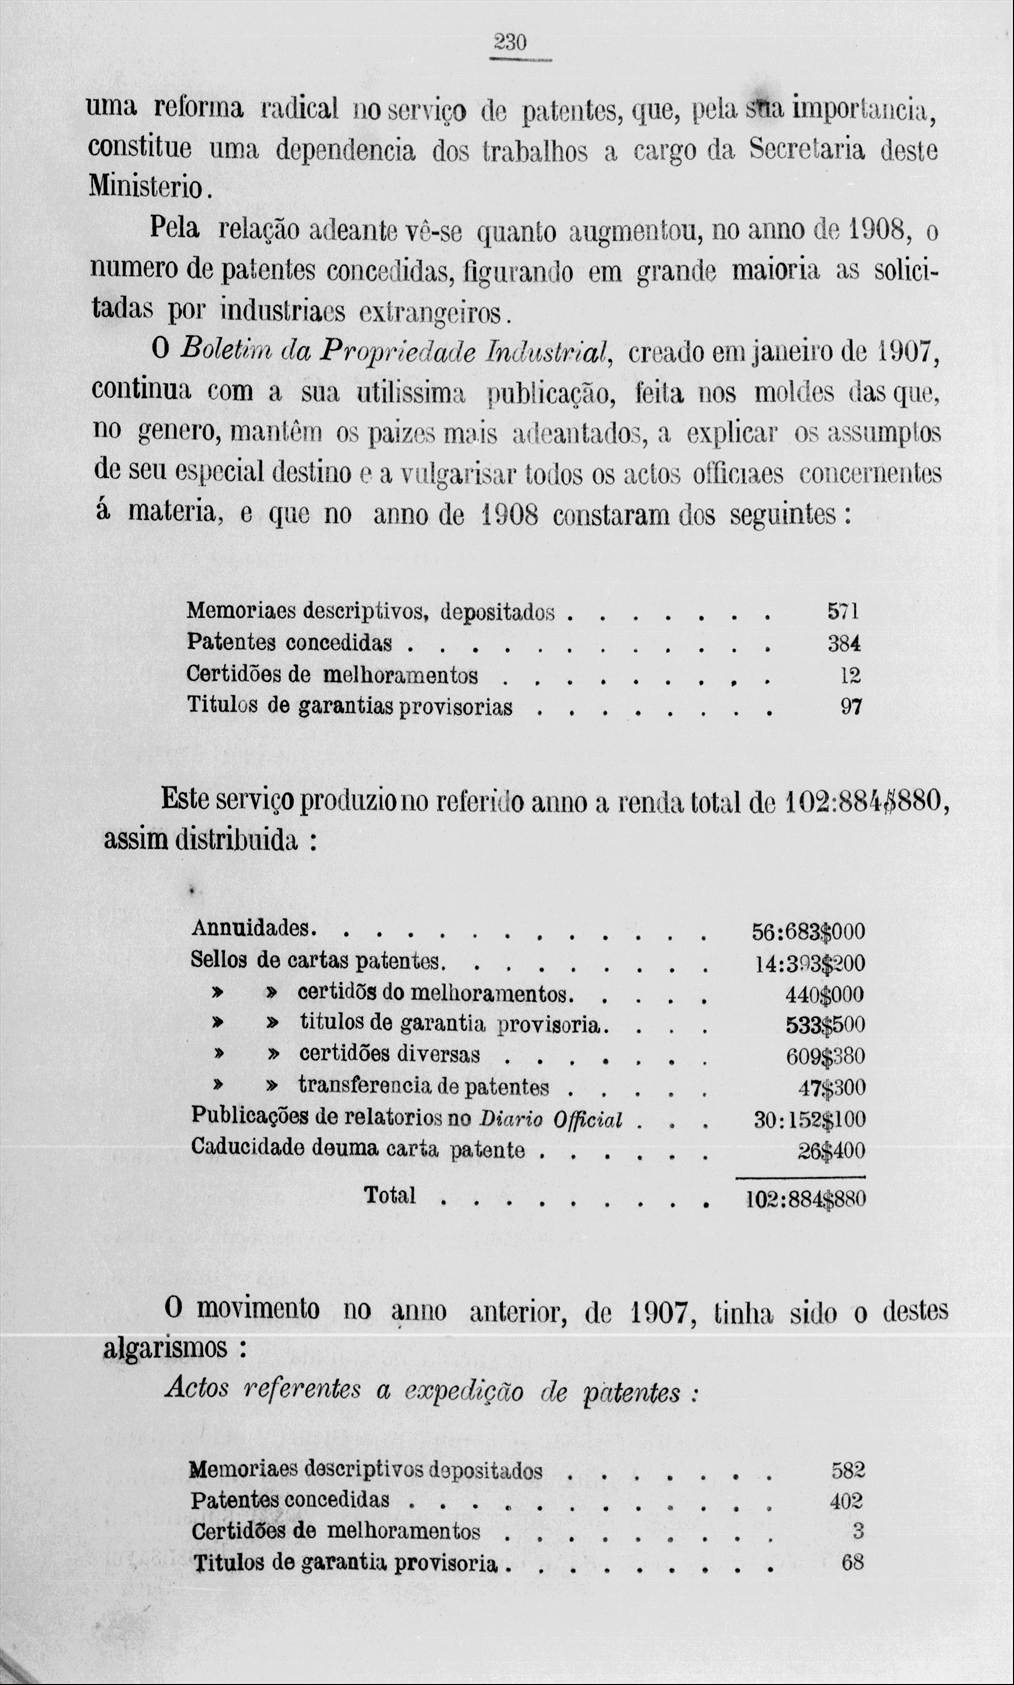 230
uma reforma radical no serviço de patentes, que, pela sua importancia,
constitue uma dependencia dos trabalhos a cargo da Secretaria deste
Ministerio.
Pela relação adeante vê-se quanto augmentou, no anno de 1908, o
numero de patentes concedidas, figurando em grande maioria as solici-
tadas por industriaes extrangeiros.
O Boletim da Propriedade Industrial, creado em janeiro de 1907,
continua com a sua utilissima publicação, feita nos moldes das que,
no genero, mantêm os paizes mais adeantados, a explicar os assumptos
de seu especial destino e a vulgarisar todos os actos officiaes concernentes
á materia, e que no anno de 1908 constaram dos seguintes :
Memoriaes descriptivos, depositados . . . . . . . 571
Patentes concedidas . . . . . . . . . . . . 384
Certidões de melhoramentos . . . . . . . . . 12
Titulos de garantias provisorias . . . . . . . . 97
Este serviço produzio no referido anno a renda total de 102:884$880,
assim distribuida :
Annuidades. . . . . . . . . . . . . 56:683$000
Sellos de cartas patentes. . . . . . . . . 14:393$200
» » certidõs do melhoramentos. . . . . 440$000
» » titulos de garantia provisoria. . . . 533$500
» » certidões diversas . . . . . . . 609$380
» » transferencia de patentes . . . . . 47$300
Publicações de relatorios no Diario Official . . . 30:152$100
Caducidade deuma carta patente . . . . . . 26$400
Total . . . . . . . . . 102:884$880
O movimento no anno anterior, de 1907, tinha sido o destes
algarismos :
Actos referentes a expedição de patentes :
Memoriaes descriptivos depositados . . . . . . . 582
Patentes concedidas . . . . . . . . . . . . 402
Certidões de melhoramentos . . . . . . . . . 3
Titulos de garantia provisoria . . . . . . . . . 68